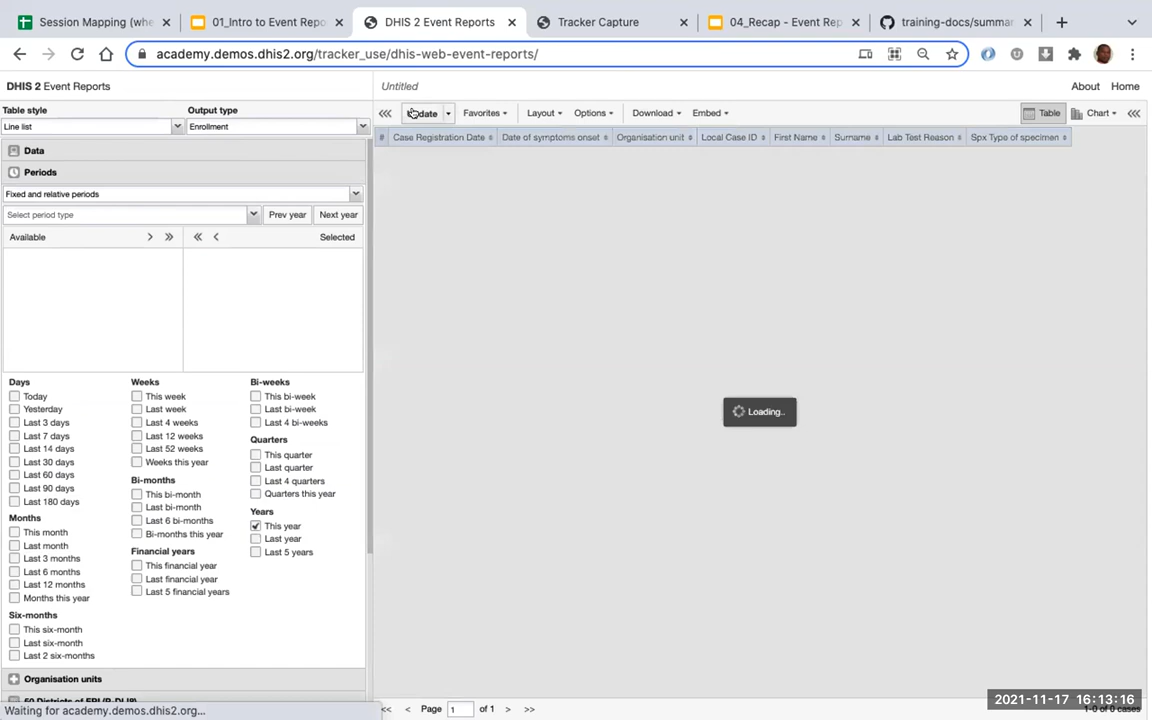 Session Mapping (whe
01_Intro to Event Repo
DHIS 2 Event Reports
Tracker Capture
04_Recap - Event Rep
training-docs/summar
academy.demos.dhis2.org/tracker_use/dhis-web-event-reports/
DHIS 2 Event Reports
Untitled
About
Home
Table style
Output type
Line list
Enrollment
Update
Favorites
Layout
Options
Download
Embed
Table
Chart
Data
# Case Registration Date Date of symptoms onset Organisation unit Local Case ID First Name Surname Lab Test Reason Spx Type of specimen
Periods
Fixed and relative periods
Select period type
Prev year
Next year
Available
Selected
Days
Today
Yesterday
Last 3 days
Last 7 days
Last 14 days
Last 30 days
Last 60 days
Last 90 days
Last 180 days
Months
This month
Last month
Last 3 months
Last 6 months
Last 12 months
Months this year
Six-months
This six-month
Last six-month
Last 2 six-months
Weeks
This week
Last week
Last 4 weeks
Last 12 weeks
Last 52 weeks
Weeks this year
Bi-months
This bi-month
Last bi-month
Last 6 bi-months
Bi-months this year
Financial years
This financial year
Last financial year
Last 5 financial years
Bi-weeks
This bi-week
Last bi-week
Last 4 bi-weeks
Quarters
This quarter
Last quarter
Last 4 quarters
Quarters this year
Years
This year
Last year
Last 5 years
Loading..
Organisation units
Waiting for academy.demos.dhis2.org...
Page 1 of 1
2021-11-17 16:13:16
1-0 of 0 cases